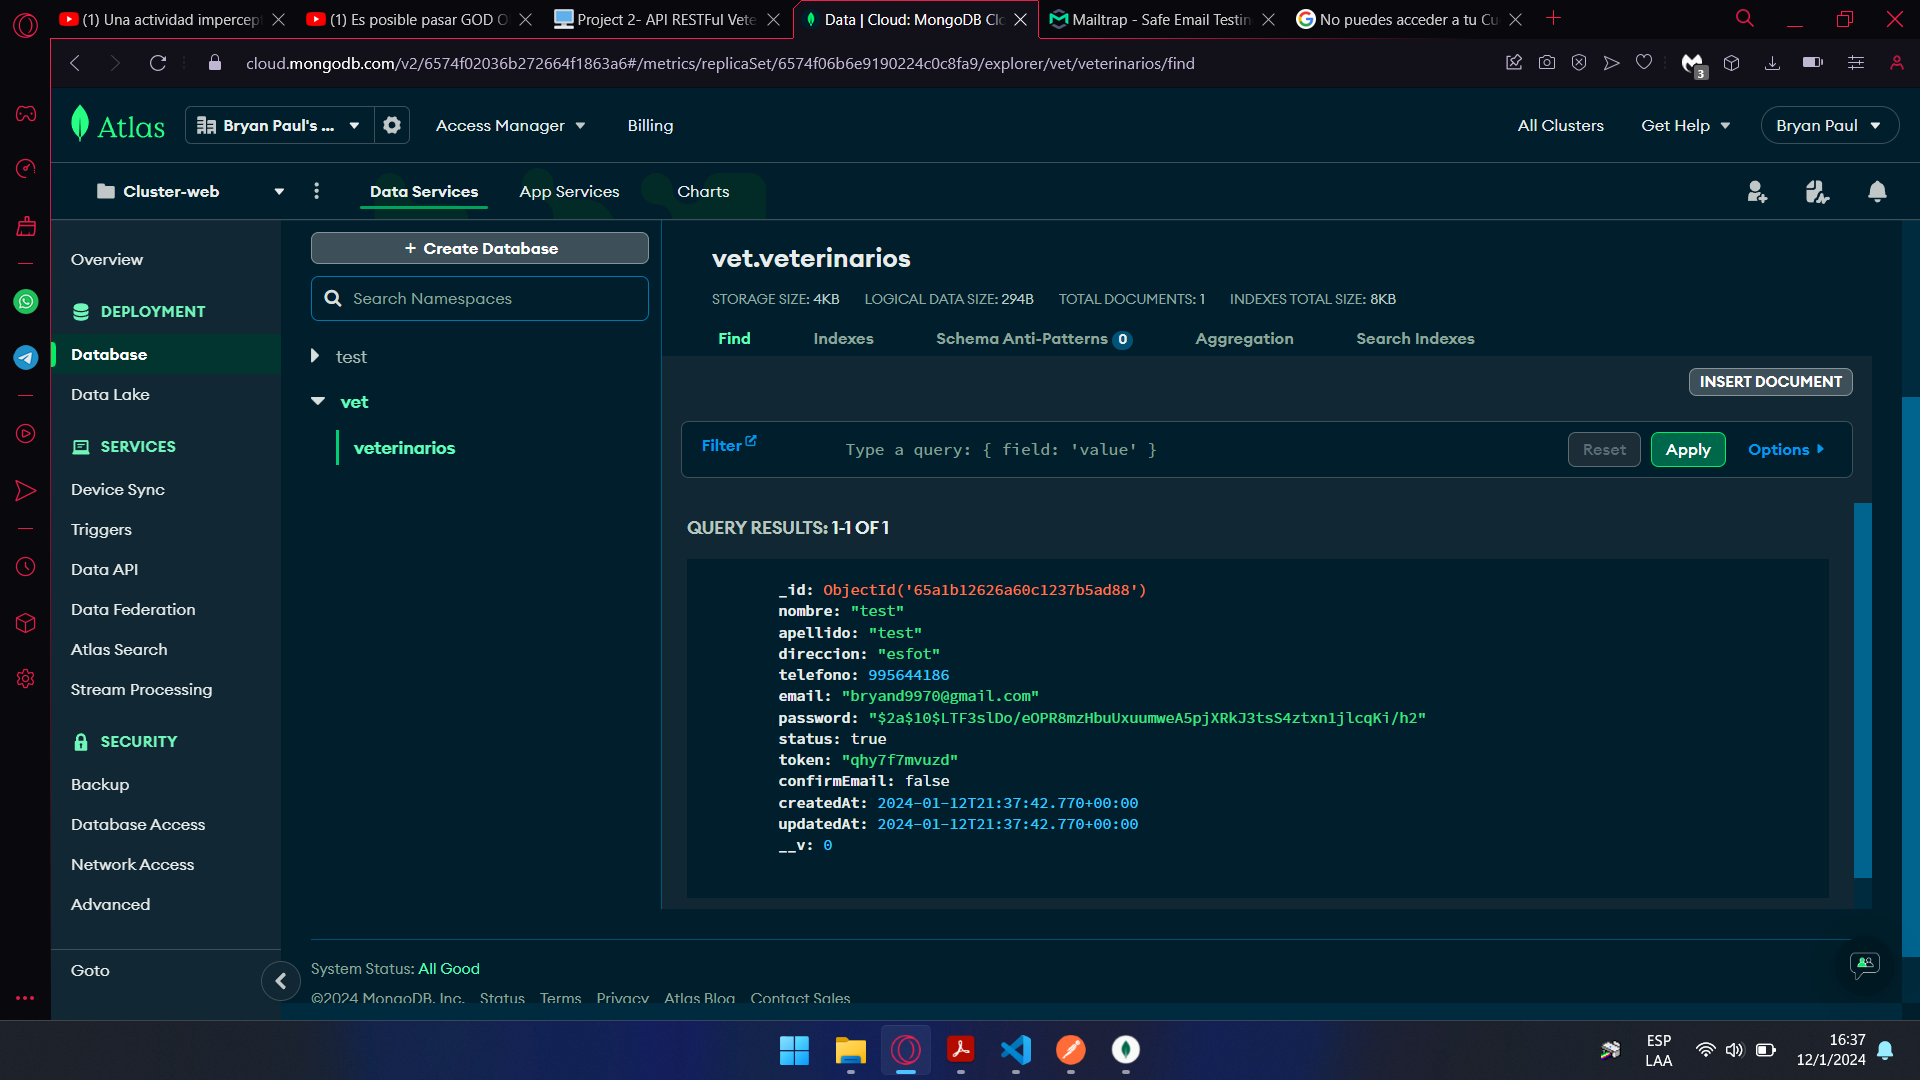 (1) Una actividad impercept
(1) Es posible pasar GOD O
Project 2- API RESTFul Vete
Data | Cloud: MongoDB Clo
Mailtrap - Safe Email Testin
No puedes acceder a tu Cu
cloud.mongodb.com/v2/6574f02036b272664f1863a6#/metrics/replicaSet/6574f06b6e9190224c0c8fa9/explorer/vet/veterinarios/find
3
Atlas
Bryan Paul's ...
Access Manager
Billing
All Clusters
Get Help
Bryan Paul
Cluster-web
Data Services
App Services
Charts
Overview
DEPLOYMENT
Database
Data Lake
SERVICES
Device Sync
Triggers
Data API
Data Federation
Atlas Search
Stream Processing
SECURITY
Backup
Database Access
Network Access
Advanced
Goto
+ Create Database
Search Namespaces
test
vet
veterinarios
vet.veterinarios
STORAGE SIZE: 4KB LOGICAL DATA SIZE: 294B TOTAL DOCUMENTS: 1 INDEXES TOTAL SIZE: 8KB
Find Indexes Schema Anti-Patterns 0 Aggregation Search Indexes
INSERT DOCUMENT
Filter Type a query: { field: 'value' } Reset Apply Options
QUERY RESULTS: 1-1 OF 1
_id: ObjectId('65a1b12626a60c1237b5ad88')
nombre: "test"
apellido: "test"
direccion: "esfot"
telefono: 995644186
email: "bryand9970@gmail.com"
password: "$2a$10$LTF3slDo/eOPR8mzHbuUxuumweA5pjXRkJ3tsS4ztxn1jlcqKi/h2"
status: true
token: "qhy7f7mvuzd"
confirmEmail: false
createdAt: 2024-01-12T21:37:42.770+00:00
updatedAt: 2024-01-12T21:37:42.770+00:00
__v: 0
System Status: All Good
©2024 MongoDB, Inc. Status Terms Privacy Atlas Blog Contact Sales
ESP
LAA
16:37
12/1/2024